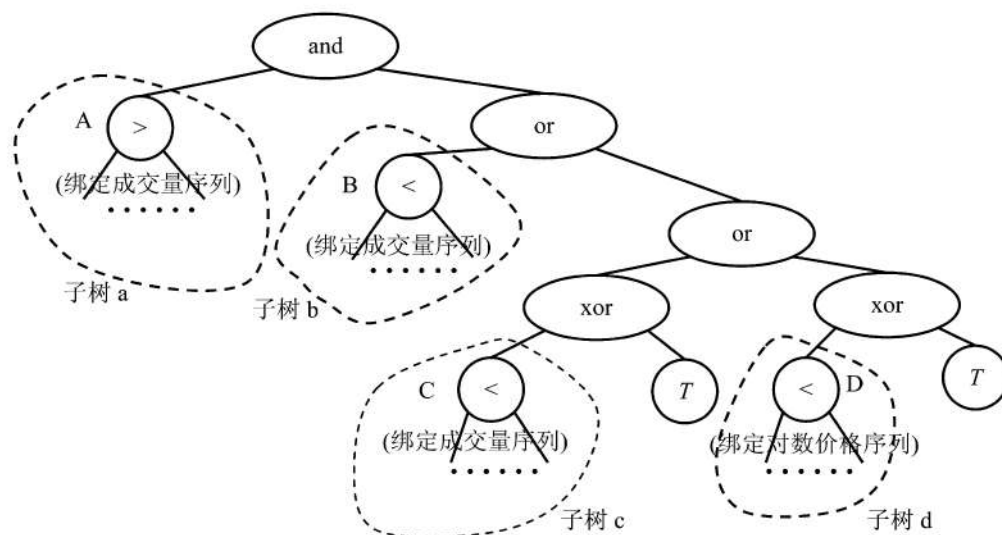 and
A
>
(绑定成交量序列)
......
子树 a
or
B
<
(绑定成交量序列)
......
子树 b
or
xor
C
<
(绑定成交量序列)
......
子树 c
T
xor
<
D
(绑定对数价格序列)
......
子树 d
T